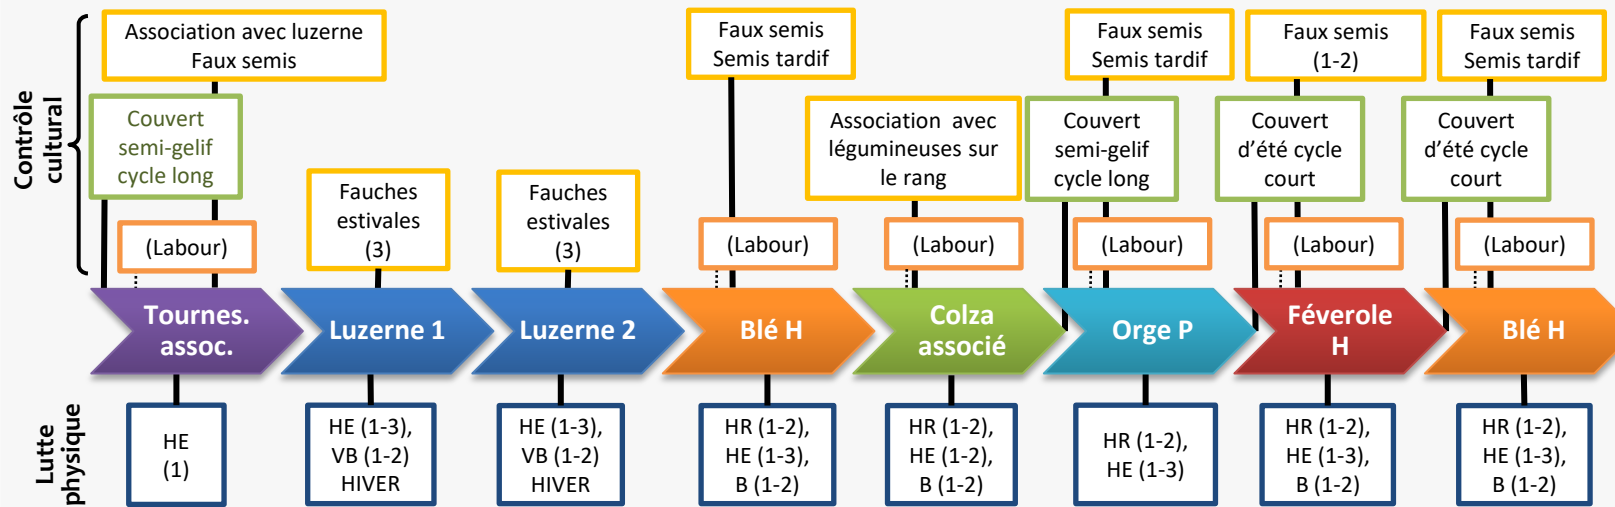 Contrôle
cultural
Association avec luzerne
Faux semis
Couvert
semi-gelif
cycle long
(Labour)
Fauches
estivales
(3)
Fauches
estivales
(3)
Faux semis
Semis tardif
(Labour)
Association avec
légumineuses sur
le rang
(Labour)
Faux semis
Semis tardif
Couvert
semi-gelif
cycle long
(Labour)
Faux semis
(1-2)
Couvert
d'été cycle
court
(Labour)
Faux semis
Semis tardif
Couvert
d'été cycle
court
(Labour)
Tournes.
assoc.
Luzerne 1
Luzerne 2
Blé H
Colza
associé
Orge P
Féverole
H
Blé H
Lutte
physique
HE
(1)
HE (1-3),
VB (1-2)
HIVER
HE (1-3),
VB (1-2)
HIVER
HR (1-2),
HE (1-3),
B (1-2)
HR (1-2),
HE (1-2),
B (1-2)
HR (1-2),
HE (1-3)
HR (1-2),
HE (1-3),
B (1-2)
HR (1-2),
HE (1-3),
B (1-2)